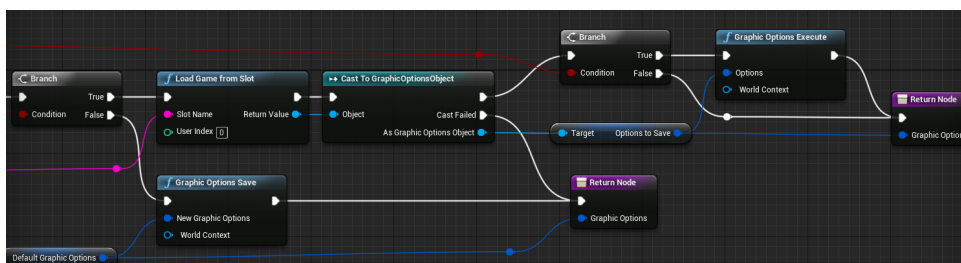 Branch
True
Condition
False
Load Game from Slot
Slot Name
Return Value
User Index 0
Cast To GraphicOptionsObject
Object
Cast Failed
As Graphic Options Object
Branch
True
Condition
False
Graphic Options Execute
Options
World Context
Target
Options to Save
Return Node
Graphic Option
Graphic Options Save
New Graphic Options
World Context
Return Node
Graphic Options
Default Graphic Options